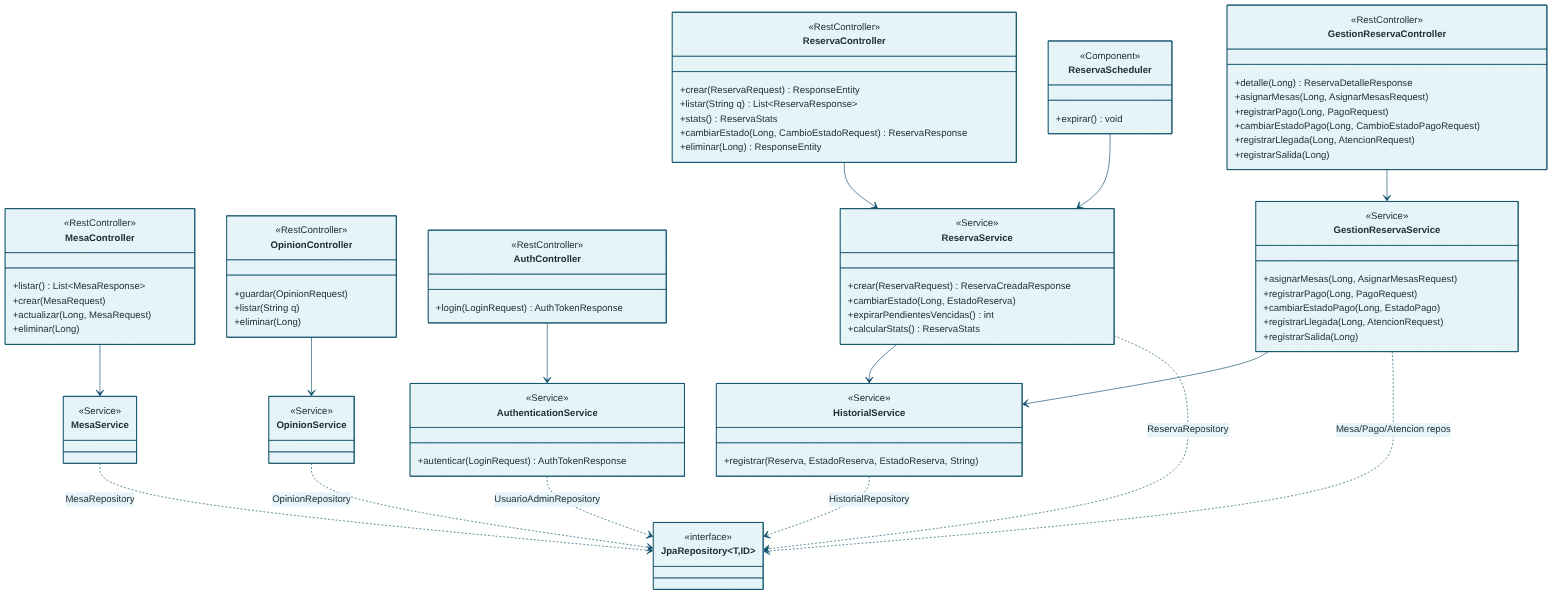 «RestController»
ReservaController
+crear(ReservaRequest) : ResponseEntity
+listar(String q) : List<ReservaResponse>
+stats() : ReservaStats
+cambiarEstado(Long, CambioEstadoRequest) : ReservaResponse
+eliminar(Long) : ResponseEntity
«Component»
ReservaScheduler
+expirar() : void
«RestController»
GestionReservaController
+detalle(Long) : ReservaDetalleResponse
+asignarMesas(Long, AsignarMesasRequest)
+registrarPago(Long, PagoRequest)
+cambiarEstadoPago(Long, CambioEstadoPagoRequest)
+registrarLlegada(Long, AtencionRequest)
+registrarSalida(Long)
«RestController»
MesaController
+listar() : List<MesaResponse>
+crear(MesaRequest)
+actualizar(Long, MesaRequest)
+eliminar(Long)
«RestController»
OpinionController
+guardar(OpinionRequest)
+listar(String q)
+eliminar(Long)
«RestController»
AuthController
+login(LoginRequest) : AuthTokenResponse
«Service»
ReservaService
+crear(ReservaRequest) : ReservaCreadaResponse
+cambiarEstado(Long, EstadoReserva)
+expirarPendientesVencidas() : int
+calcularStats() : ReservaStats
«Service»
GestionReservaService
+asignarMesas(Long, AsignarMesasRequest)
+registrarPago(Long, PagoRequest)
+cambiarEstadoPago(Long, EstadoPago)
+registrarLlegada(Long, AtencionRequest)
+registrarSalida(Long)
«Service»
MesaService
«Service»
OpinionService
«Service»
AuthenticationService
+autenticar(LoginRequest) : AuthTokenResponse
«Service»
HistorialService
+registrar(Reserva, EstadoReserva, EstadoReserva, String)
ReservaRepository
Mesa/Pago/Atencion repos
MesaRepository
OpinionRepository
UsuarioAdminRepository
HistorialRepository
«interface»
JpaRepository<T,ID>